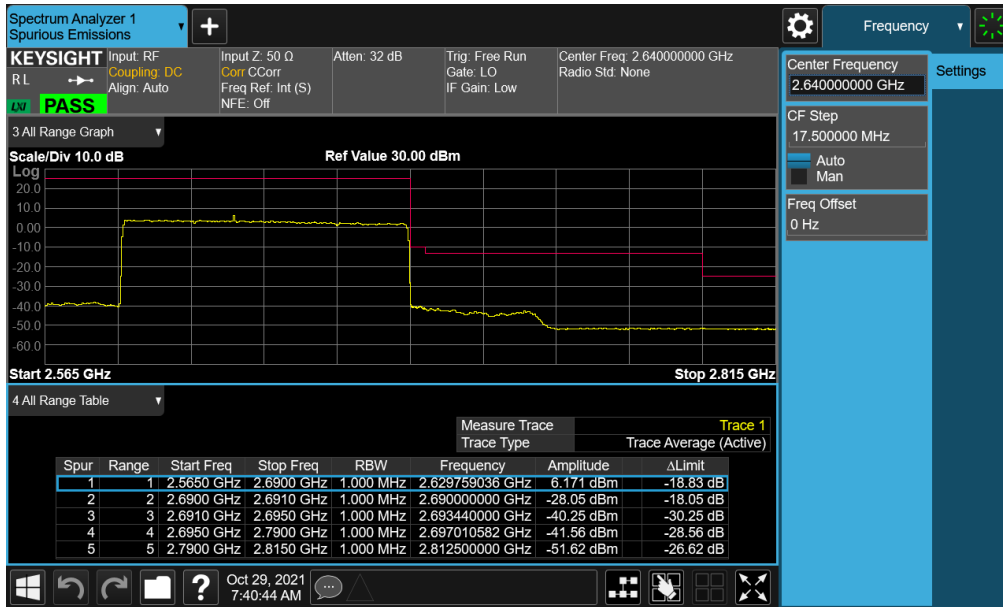 Spectrum Analyzer 1
Spurious Emissions
+
Frequency
KEYSIGHT
R L
LXI
PASS
Input: RF
Coupling: DC
Align: Auto
Input Z: 50 Ω
Corr CCorr
Freq Ref: Int (S)
NFE: Off
Atten: 32 dB
Trig: Free Run
Gate: LO
IF Gain: Low
Center Freq: 2.640000000 GHz
Radio Std: None
Center Frequency
2.640000000 GHz
Settings
CF Step
17.500000 MHz
Auto
Man
Freq Offset
0 Hz
3 All Range Graph
Scale/Div 10.0 dB
Ref Value 30.00 dBm
Log
20.0
10.0
0.00
-10.0
-20.0
-30.0
-40.0
-50.0
-60.0
Start 2.565 GHz
Stop 2.815 GHz
4 All Range Table
Measure Trace Trace 1
Trace Type Trace Average (Active)
Spur Range Start Freq Stop Freq RBW Frequency Amplitude ΔLimit
1 1 2.5650 GHz 2.6900 GHz 1.000 MHz 2.629759036 GHz 6.171 dBm -18.83 dB
2 2 2.6900 GHz 2.6910 GHz 1.000 MHz 2.690000000 GHz -28.05 dBm -18.05 dB
3 3 2.6910 GHz 2.6950 GHz 1.000 MHz 2.693440000 GHz -40.25 dBm -30.25 dB
4 4 2.6950 GHz 2.7900 GHz 1.000 MHz 2.697010582 GHz -41.56 dBm -28.56 dB
5 5 2.7900 GHz 2.8150 GHz 1.000 MHz 2.812500000 GHz -51.62 dBm -26.62 dB
?
Oct 29, 2021
7:40:44 AM